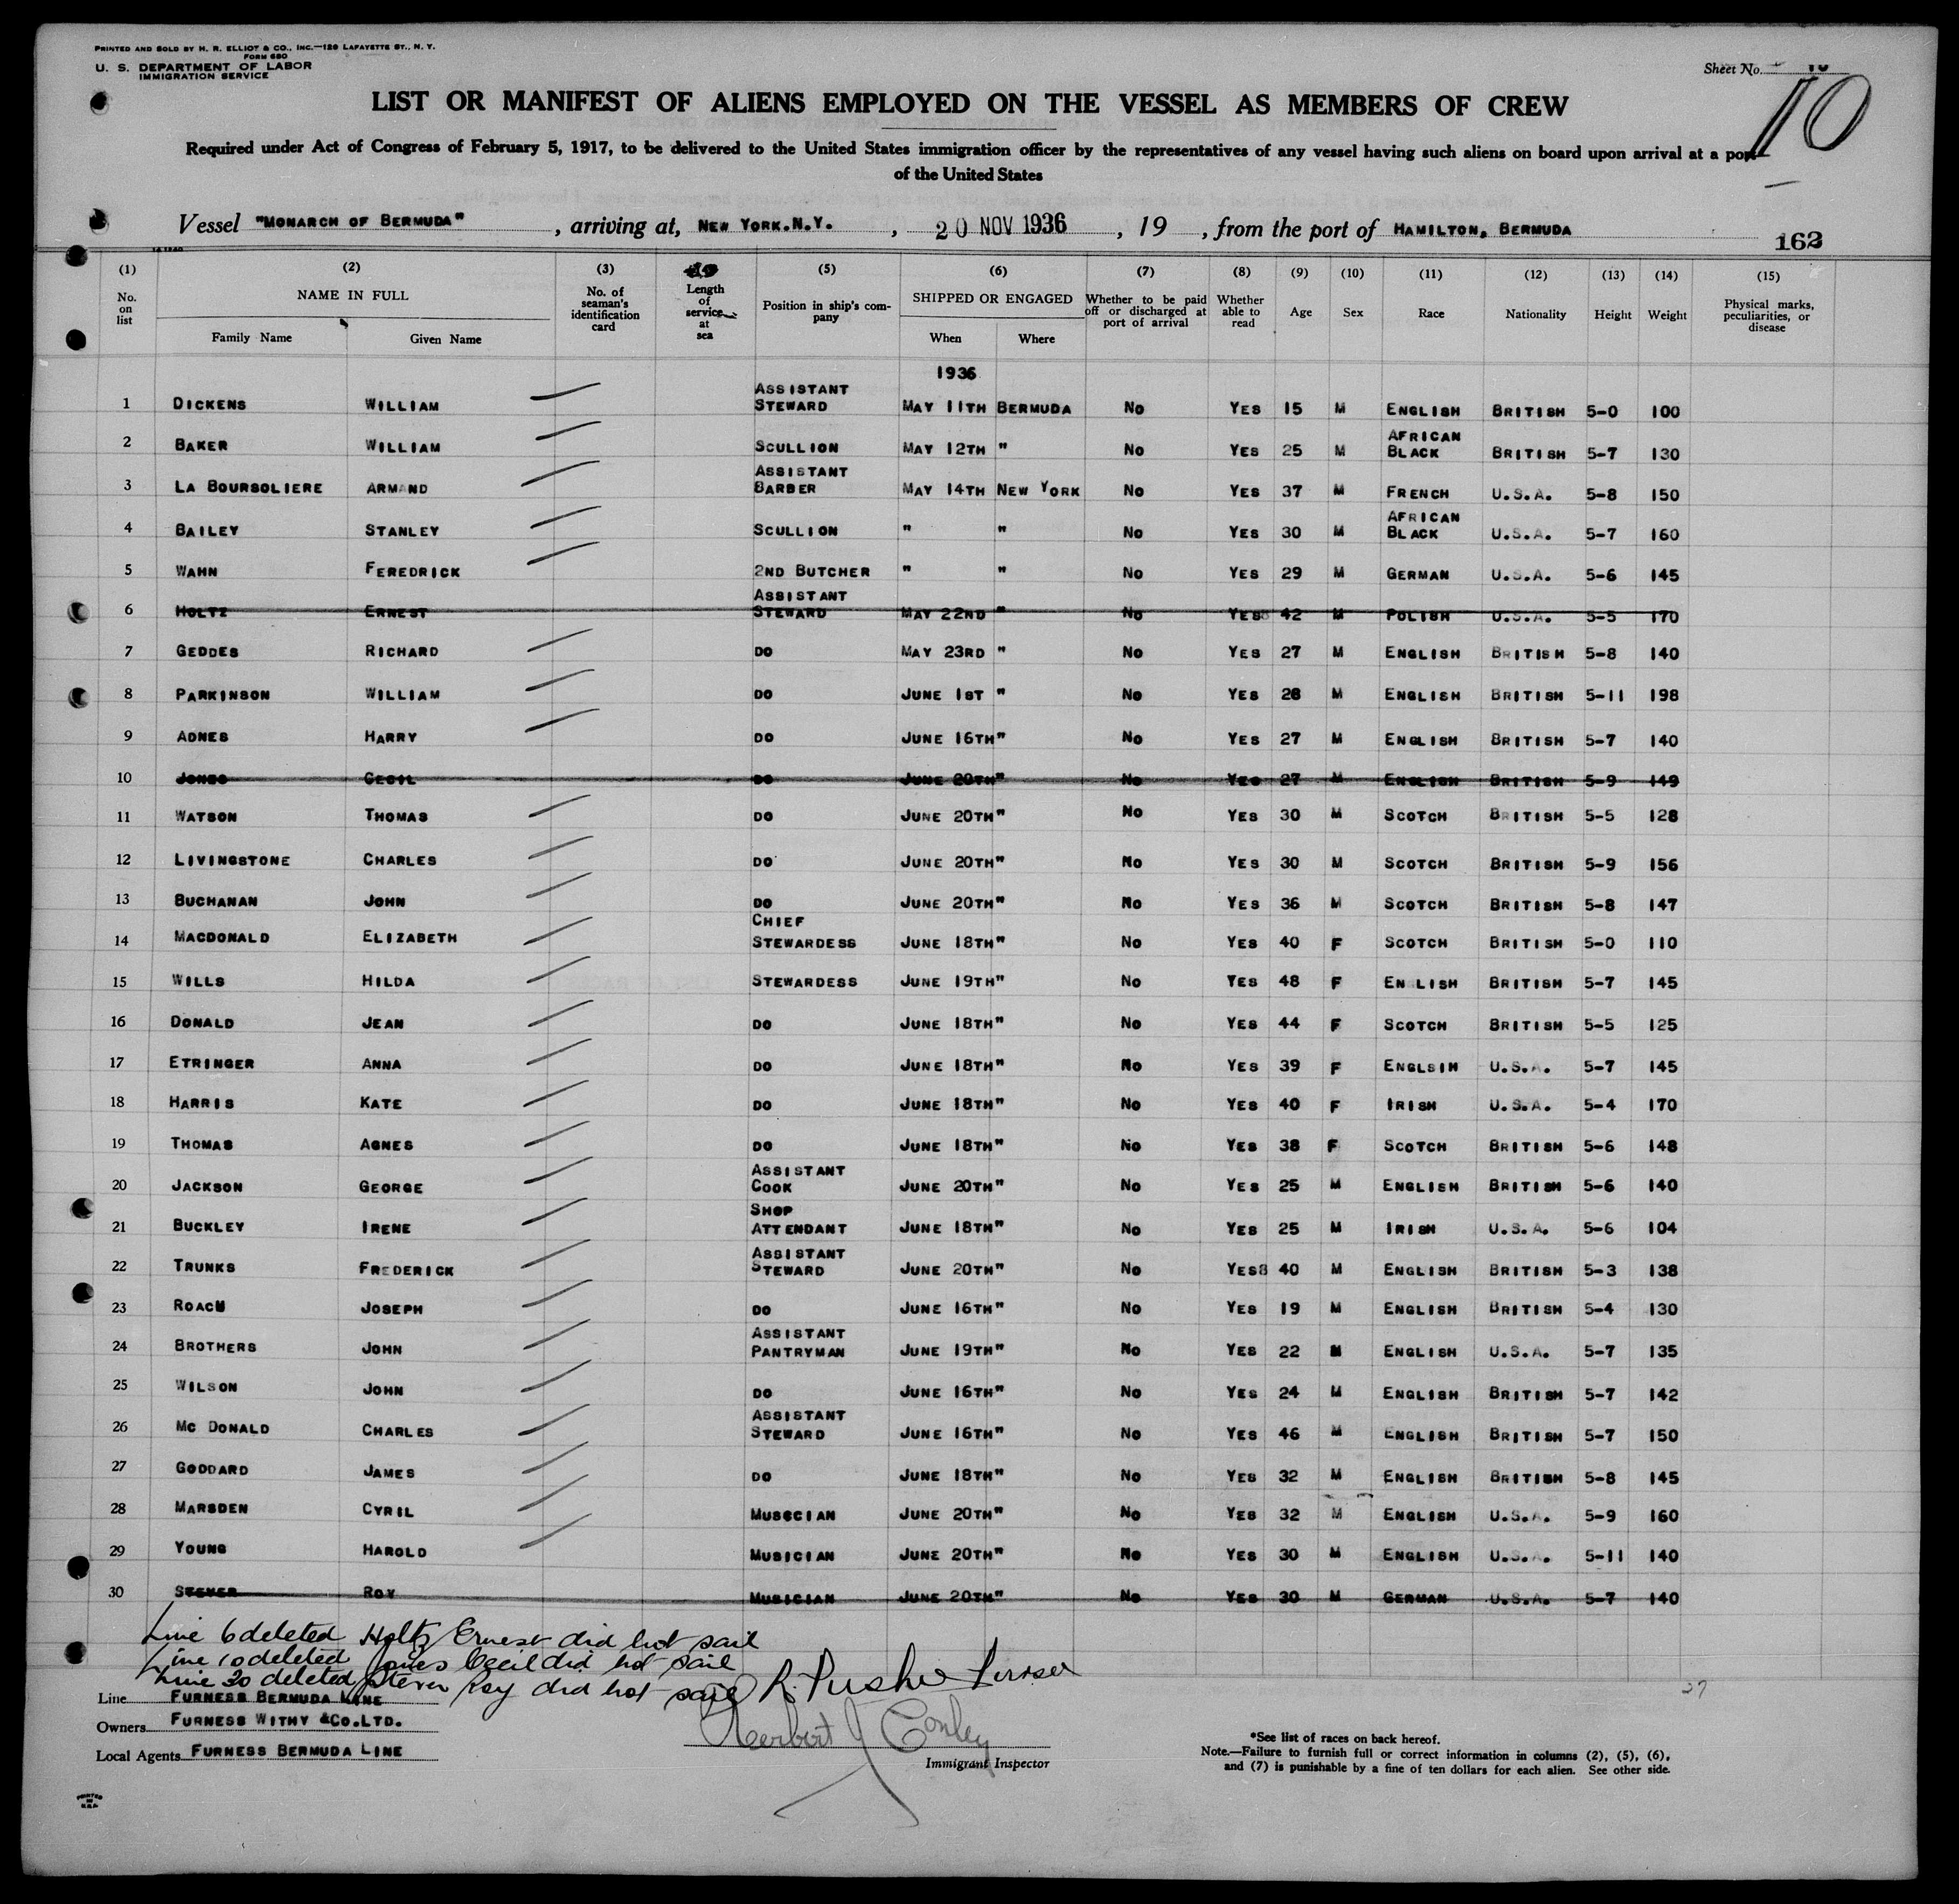 PRINTED AND SOLD BY H. R. ELLIOT & CO., INC.—129 LAFAYETTE ST., N. Y.
FORM 680
U. S. DEPARTMENT OF LABOR
IMMIGRATION SERVICE
Sheet No. 10
10
LIST OR MANIFEST OF ALIENS EMPLOYED ON THE VESSEL AS MEMBERS OF CREW
Required under Act of Congress of February 5, 1917, to be delivered to the United States immigration officer by the representatives of any vessel having such aliens on board upon arrival at a port
of the United States
Vessel "MONARCH OF BERMUDA", arriving at, NEW YORK.N.Y., 20 NOV 1936, 19, from the port of HAMILTON, BERMUDA
162
(1) (2) (3) (5) (6) (7) (8) (9) (10) (11) (12) (13) (14) (15)
No. on list NAME IN FULL Family Name Given Name No. of seaman's identification card Length of service at sea Position in ship's company SHIPPED OR ENGAGED When Where Whether to be paid off or discharged at port of arrival Whether able to read Age Sex Race Nationality Height Weight Physical marks, peculiarities, or disease
1936
1 DICKENS WILLIAM ASSISTANT STEWARD MAY 11TH BERMUDA NO YES 15 M ENGLISH BRITISH 5-0 100
2 BAKER WILLIAM SCULLION MAY 12TH " NO YES 25 M AFRICAN BLACK BRITISH 5-7 130
3 LA BOURSOLIERE ARMAND ASSISTANT BARBER MAY 14TH NEW YORK NO YES 37 M FRENCH U.S.A. 5-8 150
4 BAILEY STANLEY SCULLION " " NO YES 30 M AFRICAN BLACK U.S.A. 5-7 160
5 WAHN FEREDRICK 2ND BUTCHER " " NO YES 29 M GERMAN U.S.A. 5-6 145
6 HOLTZ ERNEST ASSISTANT STEWARD MAY 22ND " NO YES 42 M POLISH U.S.A. 5-5 170
7 GEDDES RICHARD DO MAY 23RD " NO YES 27 M ENGLISH BRITISH 5-8 140
8 PARKINSON WILLIAM DO JUNE 1ST " NO YES 28 M ENGLISH BRITISH 5-11 198
9 ADNES HARRY DO JUNE 16TH " NO YES 27 M ENGLISH BRITISH 5-7 140
10 JONES CECIL DO JUNE 20TH " NO YES 27 M ENGLISH BRITISH 5-9 149
11 WATSON THOMAS DO JUNE 20TH " NO YES 30 M SCOTCH BRITISH 5-5 128
12 LIVINGSTONE CHARLES DO JUNE 20TH " NO YES 30 M SCOTCH BRITISH 5-9 156
13 BUCHANAN JOHN DO JUNE 20TH " NO YES 36 M SCOTCH BRITISH 5-8 147
14 MACDONALD ELIZABETH CHIEF STEWARDESS JUNE 18TH " NO YES 40 F SCOTCH BRITISH 5-0 110
15 WILLS HILDA STEWARDESS JUNE 19TH " NO YES 48 F EN LISH BRITISH 5-7 145
16 DONALD JEAN DO JUNE 18TH " NO YES 44 F SCOTCH BRITISH 5-5 125
17 ETRINGER ANNA DO JUNE 18TH " NO YES 39 F ENGLSIH U.S.A. 5-7 145
18 HARRIS KATE DO JUNE 18TH " NO YES 40 F IRISH U.S.A. 5-4 170
19 THOMAS AGNES DO JUNE 18TH " NO YES 38 F SCOTCH BRITISH 5-6 148
20 JACKSON GEORGE ASSISTANT COOK JUNE 20TH " NO YES 25 M ENGLISH BRITISH 5-6 140
21 BUCKLEY IRENE SHOP ATTENDANT JUNE 18TH " NO YES 25 M IRISH U.S.A. 5-6 104
22 TRUNKS FREDERICK ASSISTANT STEWARD JUNE 20TH " NO YES 40 M ENGLISH BRITISH 5-3 138
23 ROACH JOSEPH DO JUNE 16TH " NO YES 19 M ENGLISH BRITISH 5-4 130
24 BROTHERS JOHN ASSISTANT PANTRYMAN JUNE 19TH " NO YES 22 M ENGLISH U.S.A. 5-7 135
25 WILSON JOHN DO JUNE 16TH " NO YES 24 M ENGLISH BRITISH 5-7 142
26 MC DONALD CHARLES ASSISTANT STEWARD JUNE 16TH " NO YES 46 M ENGLISH BRITISH 5-7 150
27 GODDARD JAMES DO JUNE 18TH " NO YES 32 M ENGLISH BRITISH 5-8 145
28 MARSDEN CYRIL MUSCCIAN JUNE 20TH " NO YES 32 M ENGLISH U.S.A. 5-9 160
29 YOUNG HAROLD MUSICIAN JUNE 20TH " NO YES 30 M ENGLISH U.S.A. 5-11 140
30 STEVER ROY MUSICIAN JUNE 20TH " NO YES 30 M GERMAN U.S.A. 5-7 140
Line 6 deleted Holtz Ernest did not sail
Line 10 deleted Jones Cecil did not sail
Line 30 deleted Stever Roy did not sail
27
Line FURNESS BERMUDA LINE
Owners FURNESS WITHY &CO.LTD.
Local Agents FURNESS BERMUDA LINE
Herbert J Conley
Immigrant Inspector
*See list of races on back hereof.
Note.—Failure to furnish full or correct information in columns (2), (5), (6),
and (7) is punishable by a fine of ten dollars for each alien. See other side.
PRINTED IN U.S.A.